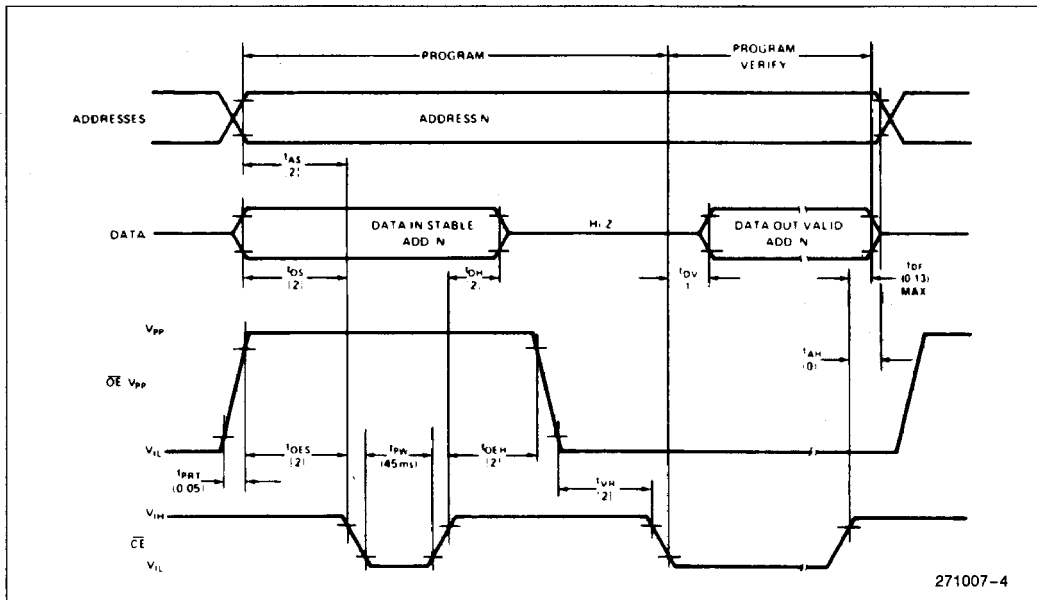 PROGRAM
PROGRAM
VERIFY
ADDRESSES
ADDRESS N
tAS
[2]
DATA
DATA IN STABLE
ADD N
Hi-Z
DATA OUT VALID
ADD N
tDS
[2]
tDH
[2]
tDV
1
tDF
(0.13)
MAX
VPP
OE VPP
VIL
tAH
(0)
tOES
[2]
tPW
(45ms)
tOEH
[2]
tPRT
(0.05)
tVR
[2]
VIH
CE
VIL
271007-4